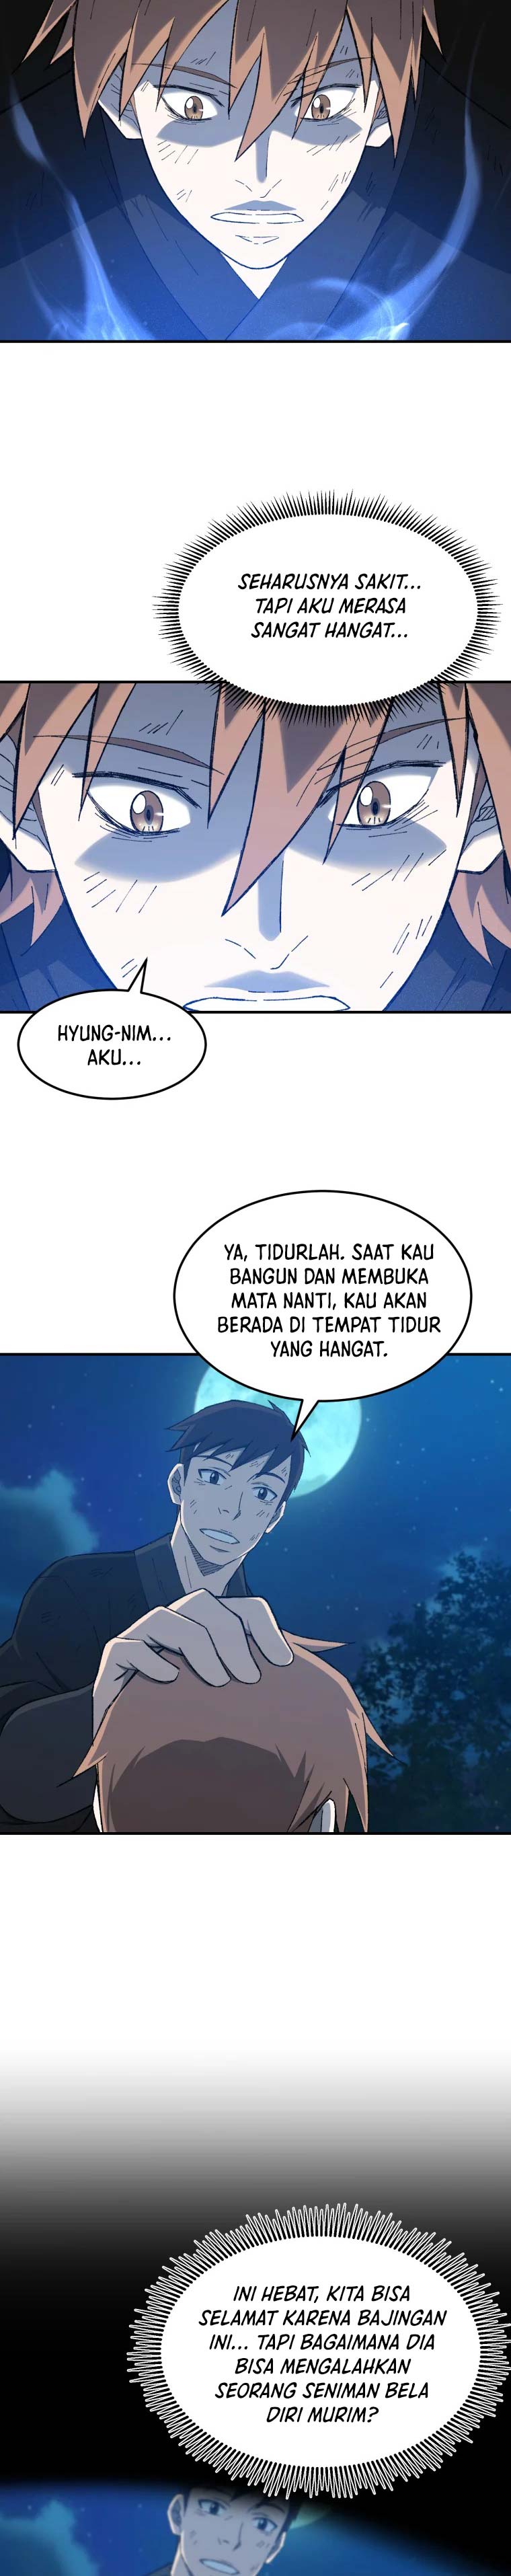 SEHARUSNYA SAKIT...
TAPI AKU MERASA
SANGAT HANGAT...
HYUNG-NIM...
AKU...
YA, TIDURLAH. SAAT KAU
BANGUN DAN MEMBUKA
MATA NANTI, KAU AKAN
BERADA DI TEMPAT TIDUR
YANG HANGAT.
INI HEBAT, KITA BISA
SELAMAT KARENA BAJINGAN
INI... TAPI BAGAIMANA DIA
BISA MENGALAHKAN
SEORANG SENIMAN BELA
DIRI MURIM?